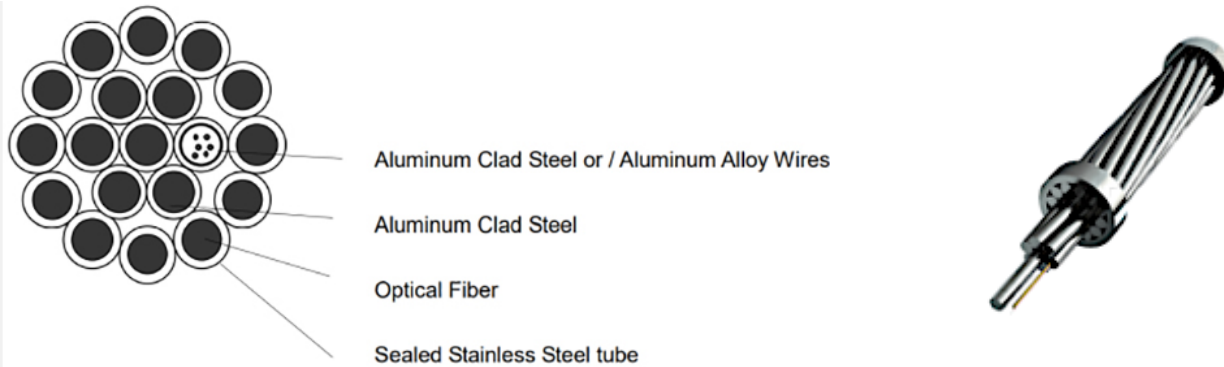 Aluminum Clad Steel or / Aluminum Alloy Wires
Aluminum Clad Steel
Optical Fiber
Sealed Stainless Steel tube